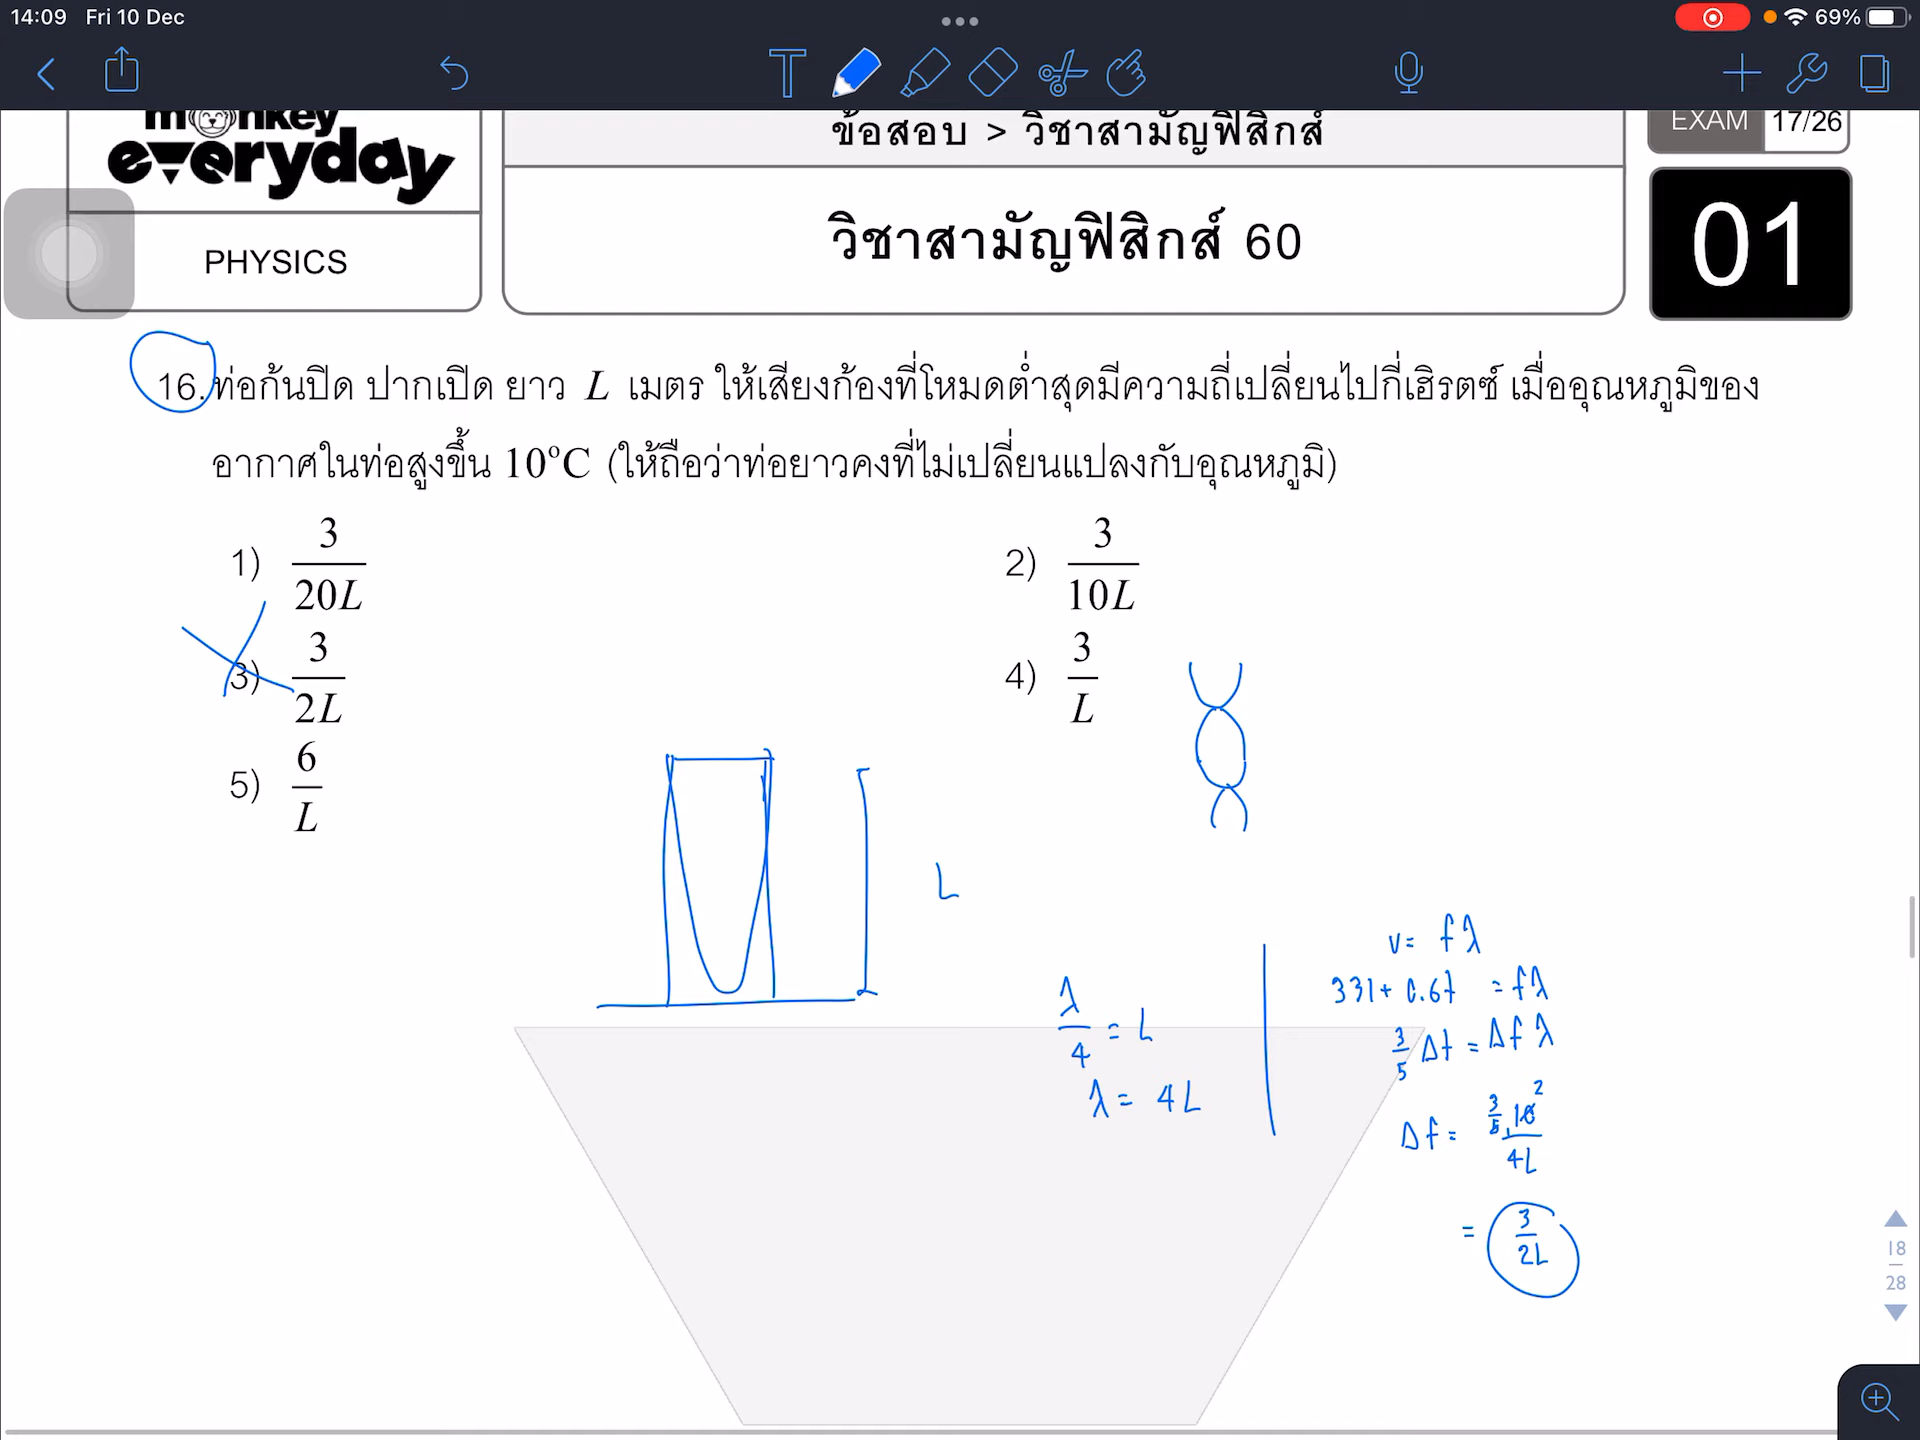 14:09 Fri 10 Dec
69%
monkey
everyday
PHYSICS
ข้อสอบ > วิชาสามัญฟิสิกส์
วิชาสามัญฟิสิกส์ 60
EXAM 17/26
01
16. ท่อก้นปิด ปากเปิด ยาว L เมตร ให้เสียงก้องที่โหมดต่ำสุดมีความถี่เปลี่ยนไปกี่เฮิรตซ์ เมื่ออุณหภูมิของ
อากาศในท่อสูงขึ้น 10°C (ให้ถือว่าท่อยาวคงที่ไม่เปลี่ยนแปลงกับอุณหภูมิ)
1) 3/20L
2) 3/10L
3) 3/2L
4) 3/L
5) 6/L
L
λ/4 = L
λ = 4L
v = fλ
331 + 0.6t = fλ
3/5 Δt = Δf λ
Δf = 3/5 · 10 2 / 4L
= 3/2L
18
28